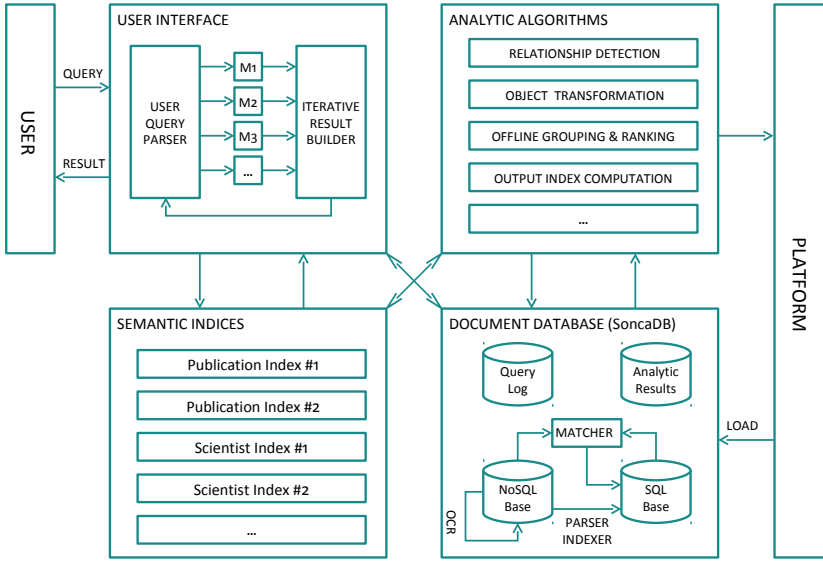 USER INTERFACE
ANALYTIC ALGORITHMS
USER
QUERY
RESULT
USER
QUERY
PARSER
M1
M2
M3
...
ITERATIVE
RESULT
BUILDER
RELATIONSHIP DETECTION
OBJECT TRANSFORMATION
OFFLINE GROUPING & RANKING
OUTPUT INDEX COMPUTATION
...
PLATFORM
SEMANTIC INDICES
Publication Index #1
Publication Index #2
Scientist Index #1
Scientist Index #2
...
DOCUMENT DATABASE (SoncaDB)
Query
Log
Analytic
Results
LOAD
MATCHER
NoSQL
Base
SQL
Base
OCR
PARSER
INDEXER